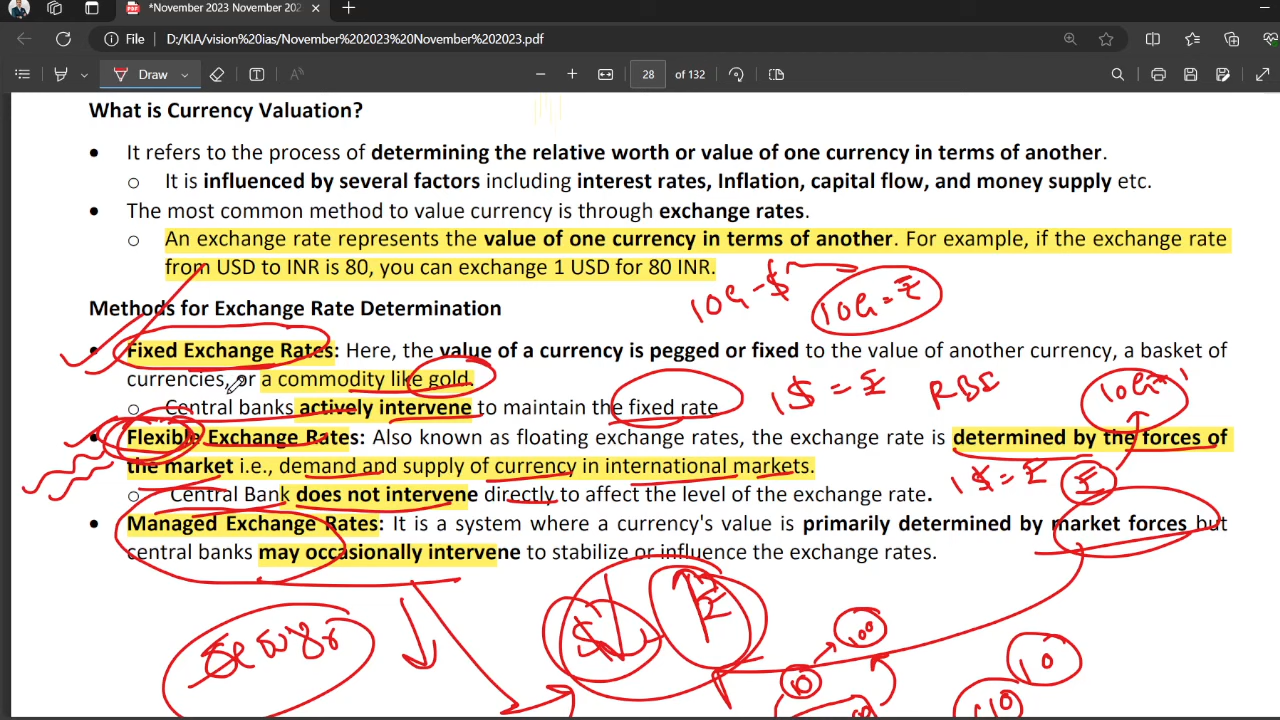 *November 2023 November 202
File D:/KIA/vision%20ias/November%202023%20November%202023.pdf
Draw 28 of 132
What is Currency Valuation?
• It refers to the process of determining the relative worth or value of one currency in terms of another.
o It is influenced by several factors including interest rates, Inflation, capital flow, and money supply etc.
• The most common method to value currency is through exchange rates.
o An exchange rate represents the value of one currency in terms of another. For example, if the exchange rate
from USD to INR is 80, you can exchange 1 USD for 80 INR.
10G - $ 10G = ₹
Methods for Exchange Rate Determination
• Fixed Exchange Rates: Here, the value of a currency is pegged or fixed to the value of another currency, a basket of
currencies, or a commodity like gold.
1$ = ₹ RBI
o Central banks actively intervene to maintain the fixed rate
• Flexible Exchange Rates: Also known as floating exchange rates, the exchange rate is determined by the forces of
the market i.e., demand and supply of currency in international markets.
1$ = ₹ ₹
o Central Bank does not intervene directly to affect the level of the exchange rate.
• Managed Exchange Rates: It is a system where a currency's value is primarily determined by market forces but
central banks may occasionally intervene to stabilize or influence the exchange rates.
$ ₹
100
10 10